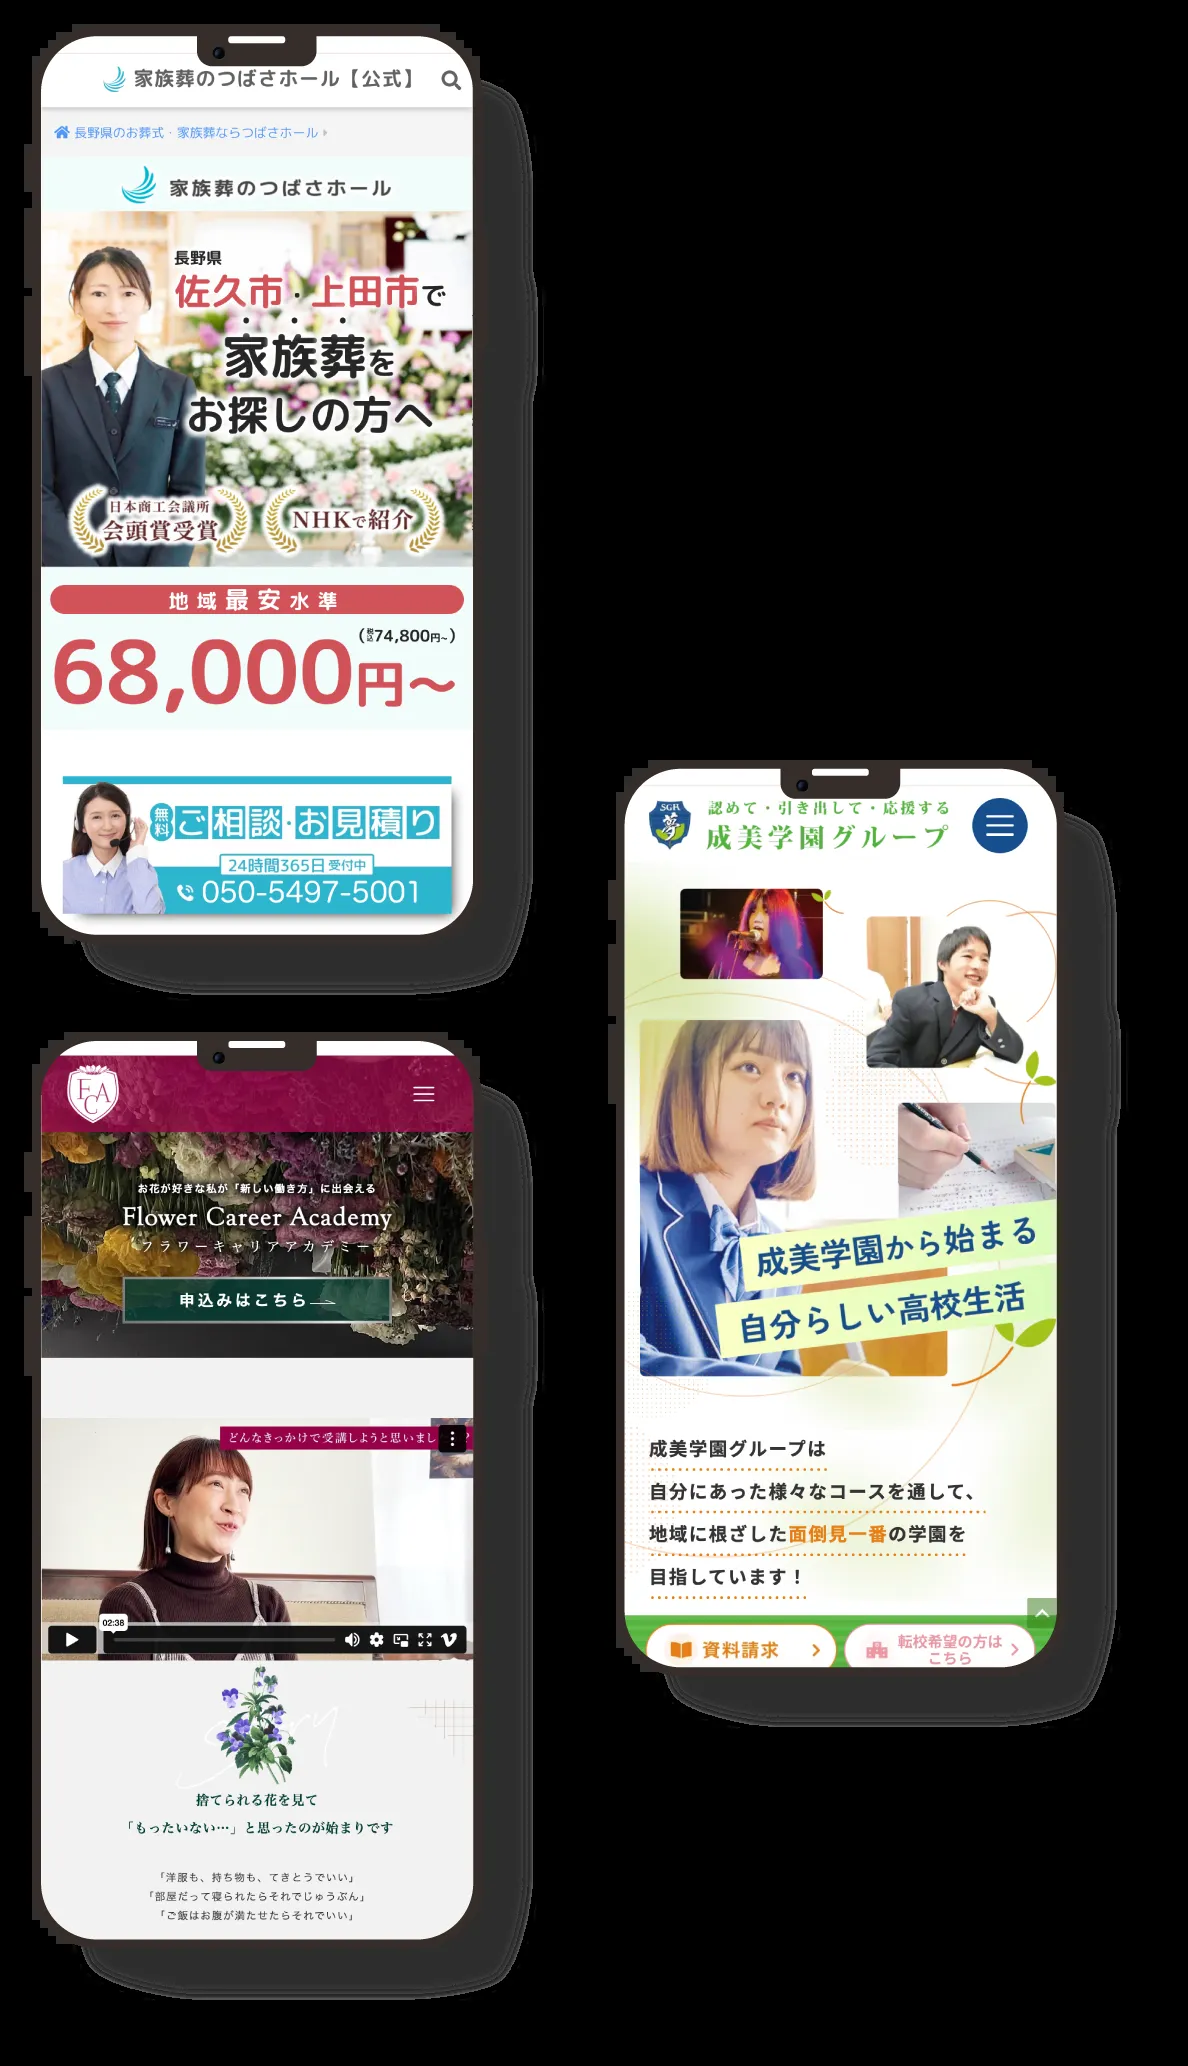 家族葬のつばさホール【公式】
長野県のお葬式・家族葬ならつばさホール
家族葬のつばさホール
長野県
佐久市・上田市で
家族葬を
お探しの方へ
日本商工会議所
会頭賞受賞
NHKで紹介
地域最安水準
(税込74,800円~)
68,000円〜
無料ご相談・お見積り
24時間365日受付中
050-5497-5001
FCA
お花が好きな私が「新しい働き方」に出会える
Flower Career Academy
フラワーキャリアアカデミー
申込みはこちら
どんなきっかけで受講しようと思いまし
?
02:38
story
捨てられる花を見て
「もったいない…」と思ったのが始まりです
「洋服も、持ち物も、てきとうでいい」
「部屋だって寝られたらそれでじゅうぶん」
「ご飯はお腹が満たせたらそれでいい」
SGH
夢
認めて・引き出して・応援する
成美学園グループ
成美学園から始まる
自分らしい高校生活
成美学園グループは
自分にあった様々なコースを通して、
地域に根ざした面倒見一番の学園を
目指しています！
資料請求
転校希望の方は
こちら